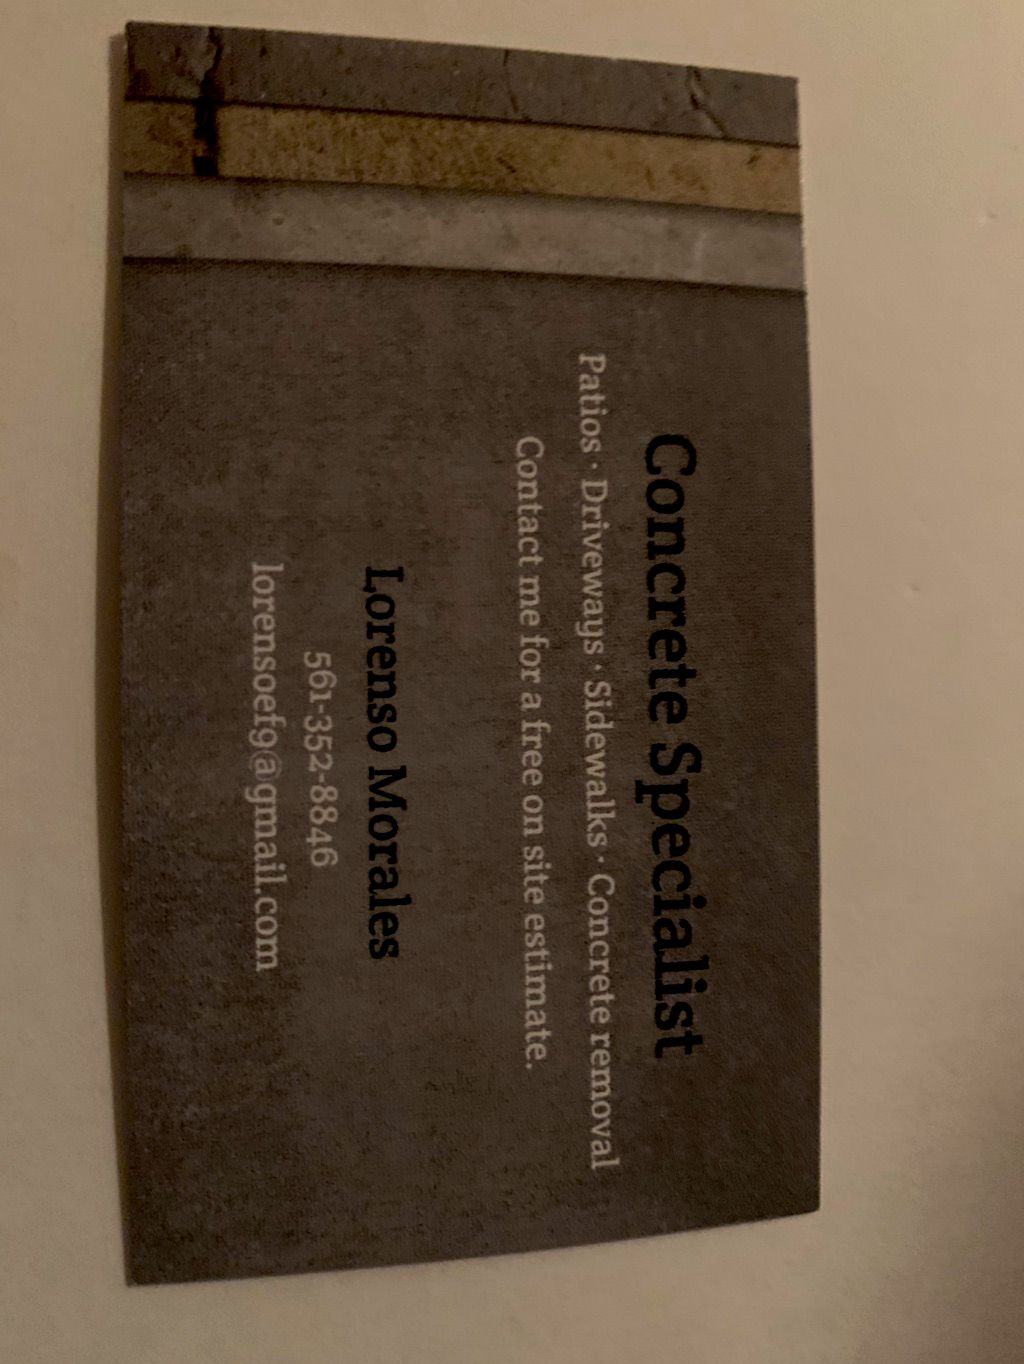 Concrete Specialist
Patios · Driveways · Sidewalks · Concrete removal
Contact me for a free on site estimate.
Lorenso Morales
561-352-8846
lorensoefg@gmail.com